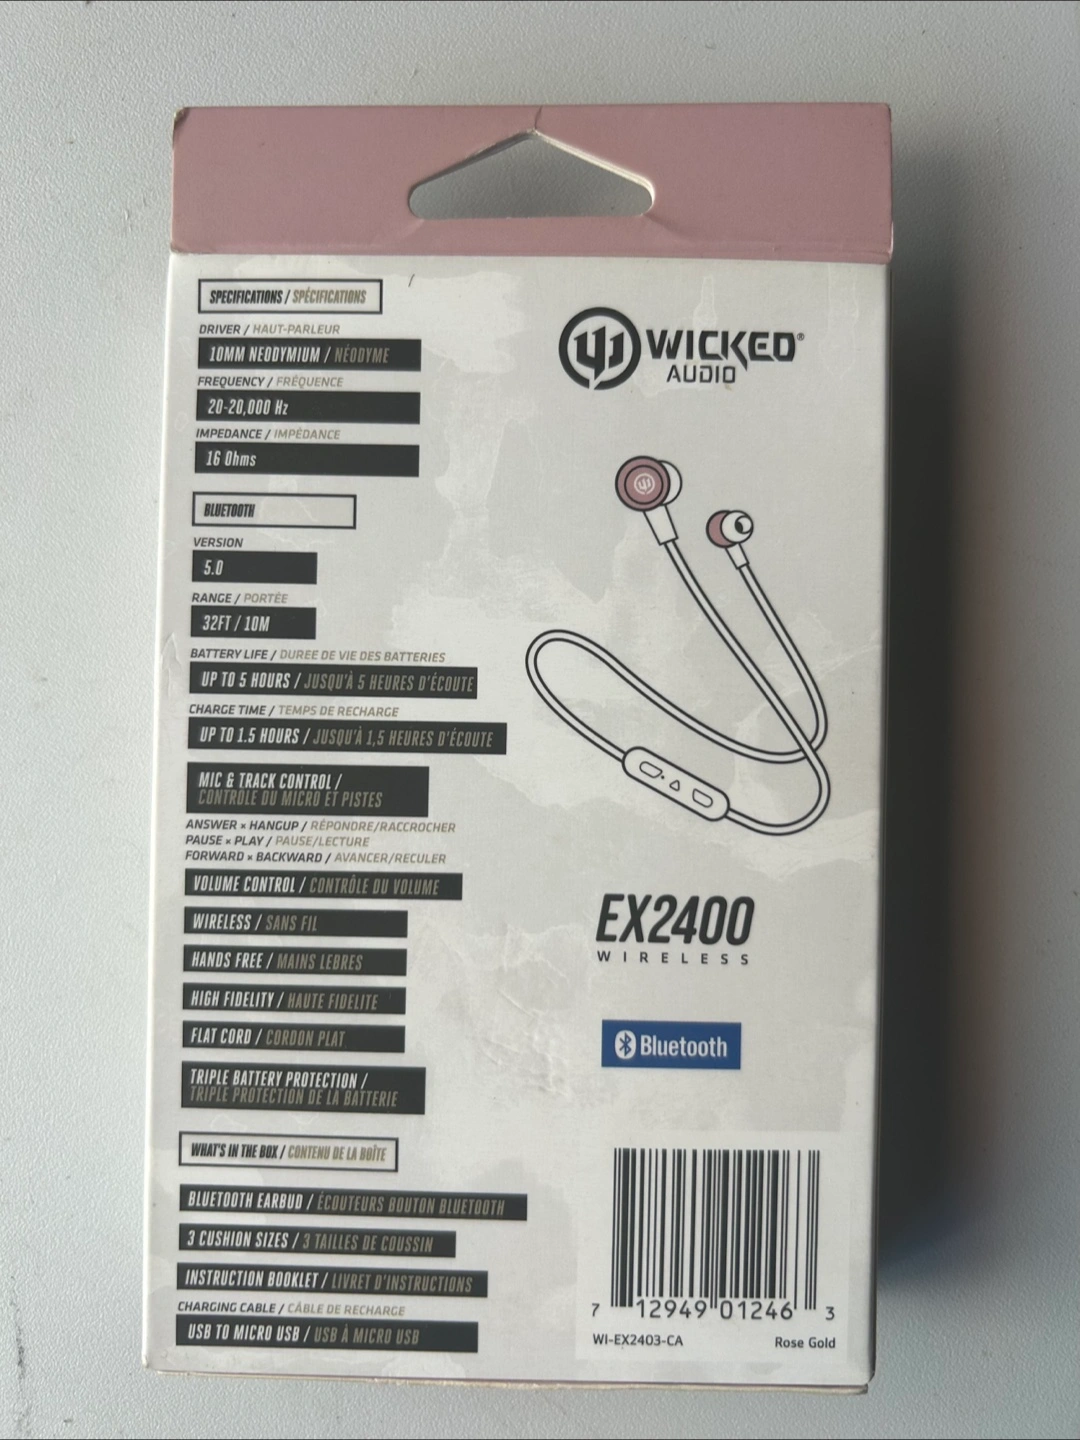 SPECIFICATIONS / SPÉCIFICATIONS
DRIVER / HAUT-PARLEUR
10MM NEODYMIUM / NÉODYME
FREQUENCY / FRÉQUENCE
20-20,000 Hz
IMPEDANCE / IMPÉDANCE
16 Ohms
BLUETOOTH
VERSION
5.0
RANGE / PORTÉE
32FT / 10M
BATTERY LIFE / DUREE DE VIE DES BATTERIES
UP TO 5 HOURS / JUSQU'À 5 HEURES D'ÉCOUTE
CHARGE TIME / TEMPS DE RECHARGE
UP TO 1.5 HOURS / JUSQU'À 1,5 HEURES D'ÉCOUTE
MIC & TRACK CONTROL /
CONTROLE DU MICRO ET PISTES
ANSWER × HANGUP / RÉPONDRE/RACCROCHER
PAUSE × PLAY / PAUSE/LECTURE
FORWARD × BACKWARD / AVANCER/RECULER
VOLUME CONTROL / CONTRÔLE DU VOLUME
WIRELESS / SANS FIL
HANDS FREE / MAINS LEBRES
HIGH FIDELITY / HAUTE FIDELITE
FLAT CORD / CORDON PLAT
TRIPLE BATTERY PROTECTION /
TRIPLE PROTECTION DE LA BATTERIE
WHAT'S IN THE BOX / CONTENU DE LA BOÎTE
BLUETOOTH EARBUD / ÉCOUTEURS BOUTON BLUETOOTH
3 CUSHION SIZES / 3 TAILLES DE COUSSIN
INSTRUCTION BOOKLET / LIVRET D'INSTRUCTIONS
CHARGING CABLE / CÂBLE DE RECHARGE
USB TO MICRO USB / USB À MICRO USB
WICKED®
AUDIO
EX2400
WIRELESS
Bluetooth
7 12949 01246 3
WI-EX2403-CA Rose Gold